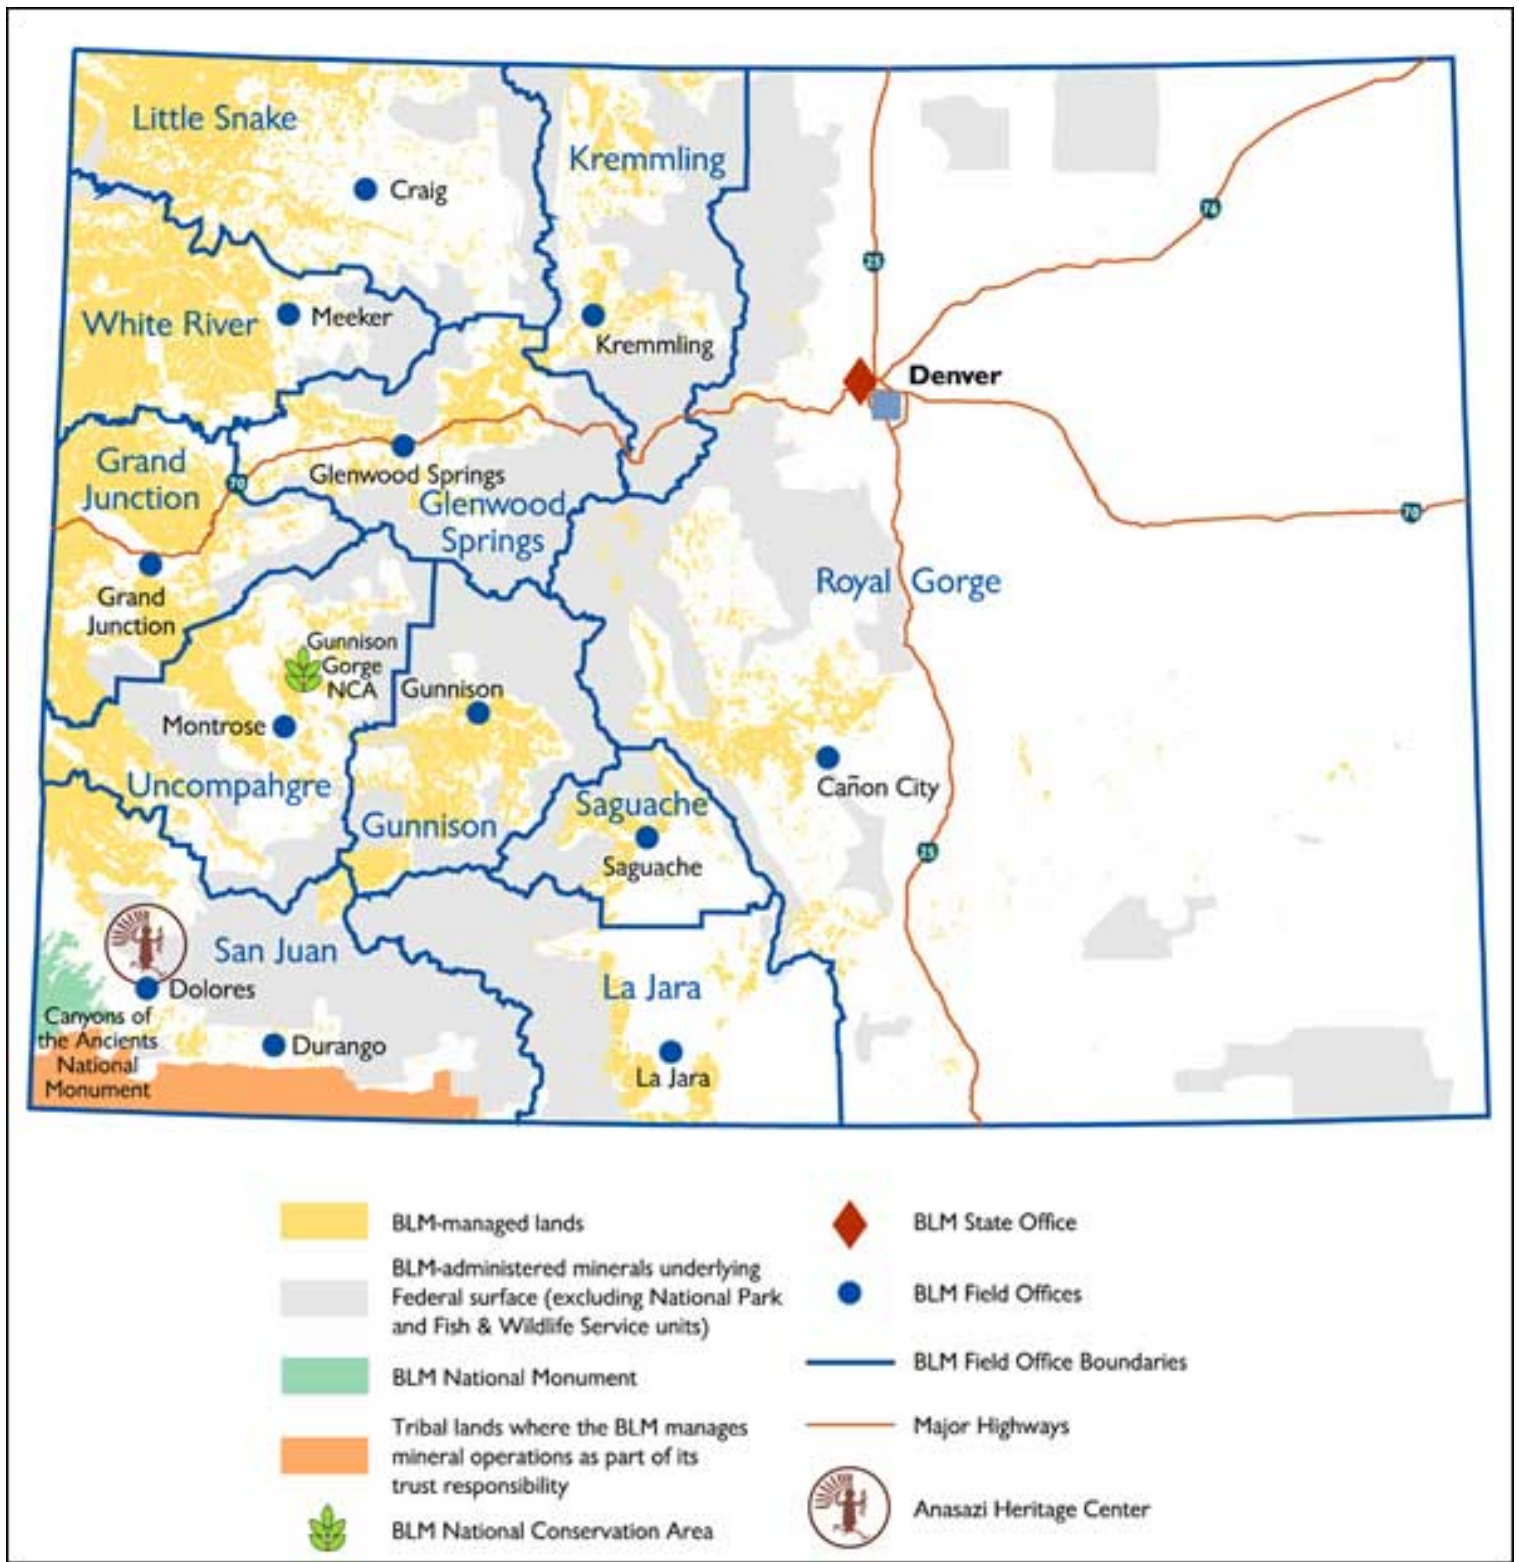 Little Snake
Kremmling
Craig
76
25
White River
Meeker
Kremmling
Denver
Grand
Junction
70
Glenwood Springs
Glenwood
Springs
70
Grand
Junction
Royal Gorge
Gunnison
Gorge
NCA
Gunnison
Montrose
Cañon City
Uncompahgre
Saguache
Gunnison
25
Saguache
San Juan
Dolores
La Jara
Canyons of
the Ancients
National
Monument
Durango
La Jara
BLM-managed lands
BLM-administered minerals underlying
Federal surface (excluding National Park
and Fish & Wildlife Service units)
BLM National Monument
Tribal lands where the BLM manages
mineral operations as part of its
trust responsibility
BLM National Conservation Area
BLM State Office
BLM Field Offices
BLM Field Office Boundaries
Major Highways
Anasazi Heritage Center